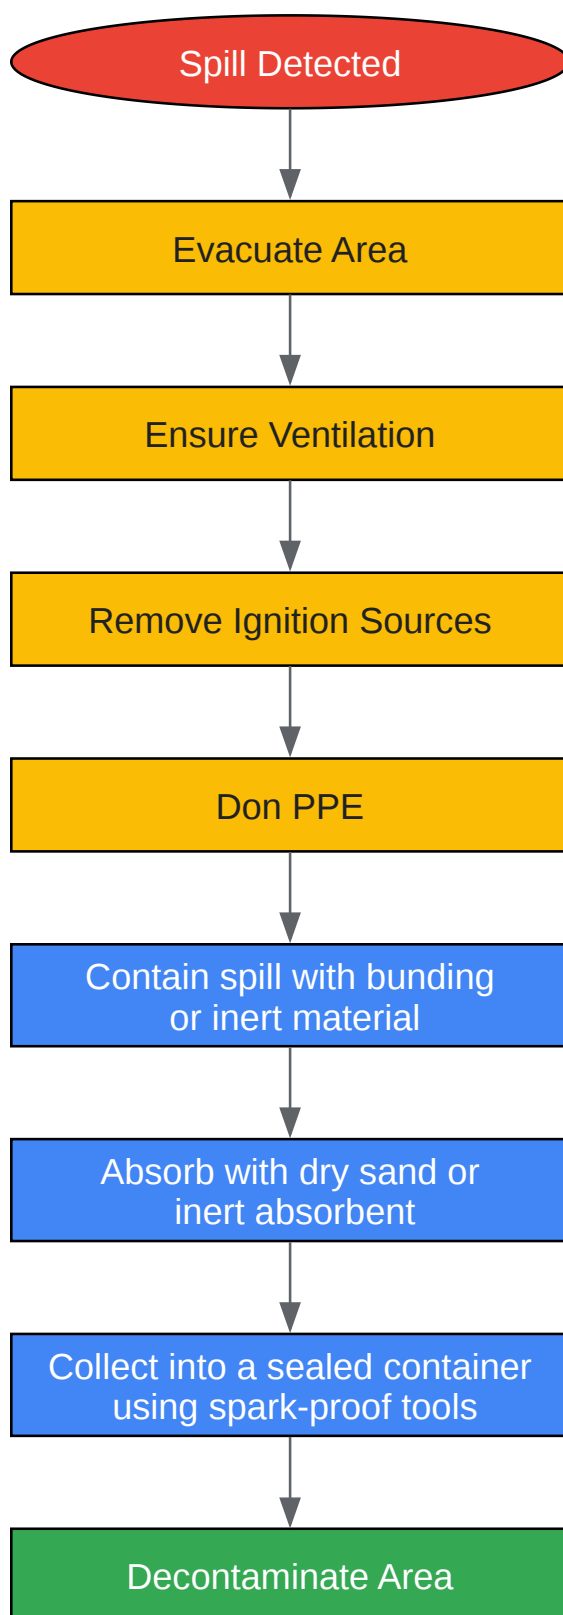 Spill Detected
Evacuate Area
Ensure Ventilation
Remove Ignition Sources
Don PPE
Contain spill with bunding
or inert material
Absorb with dry sand or
inert absorbent
Collect into a sealed container
using spark-proof tools
Decontaminate Area